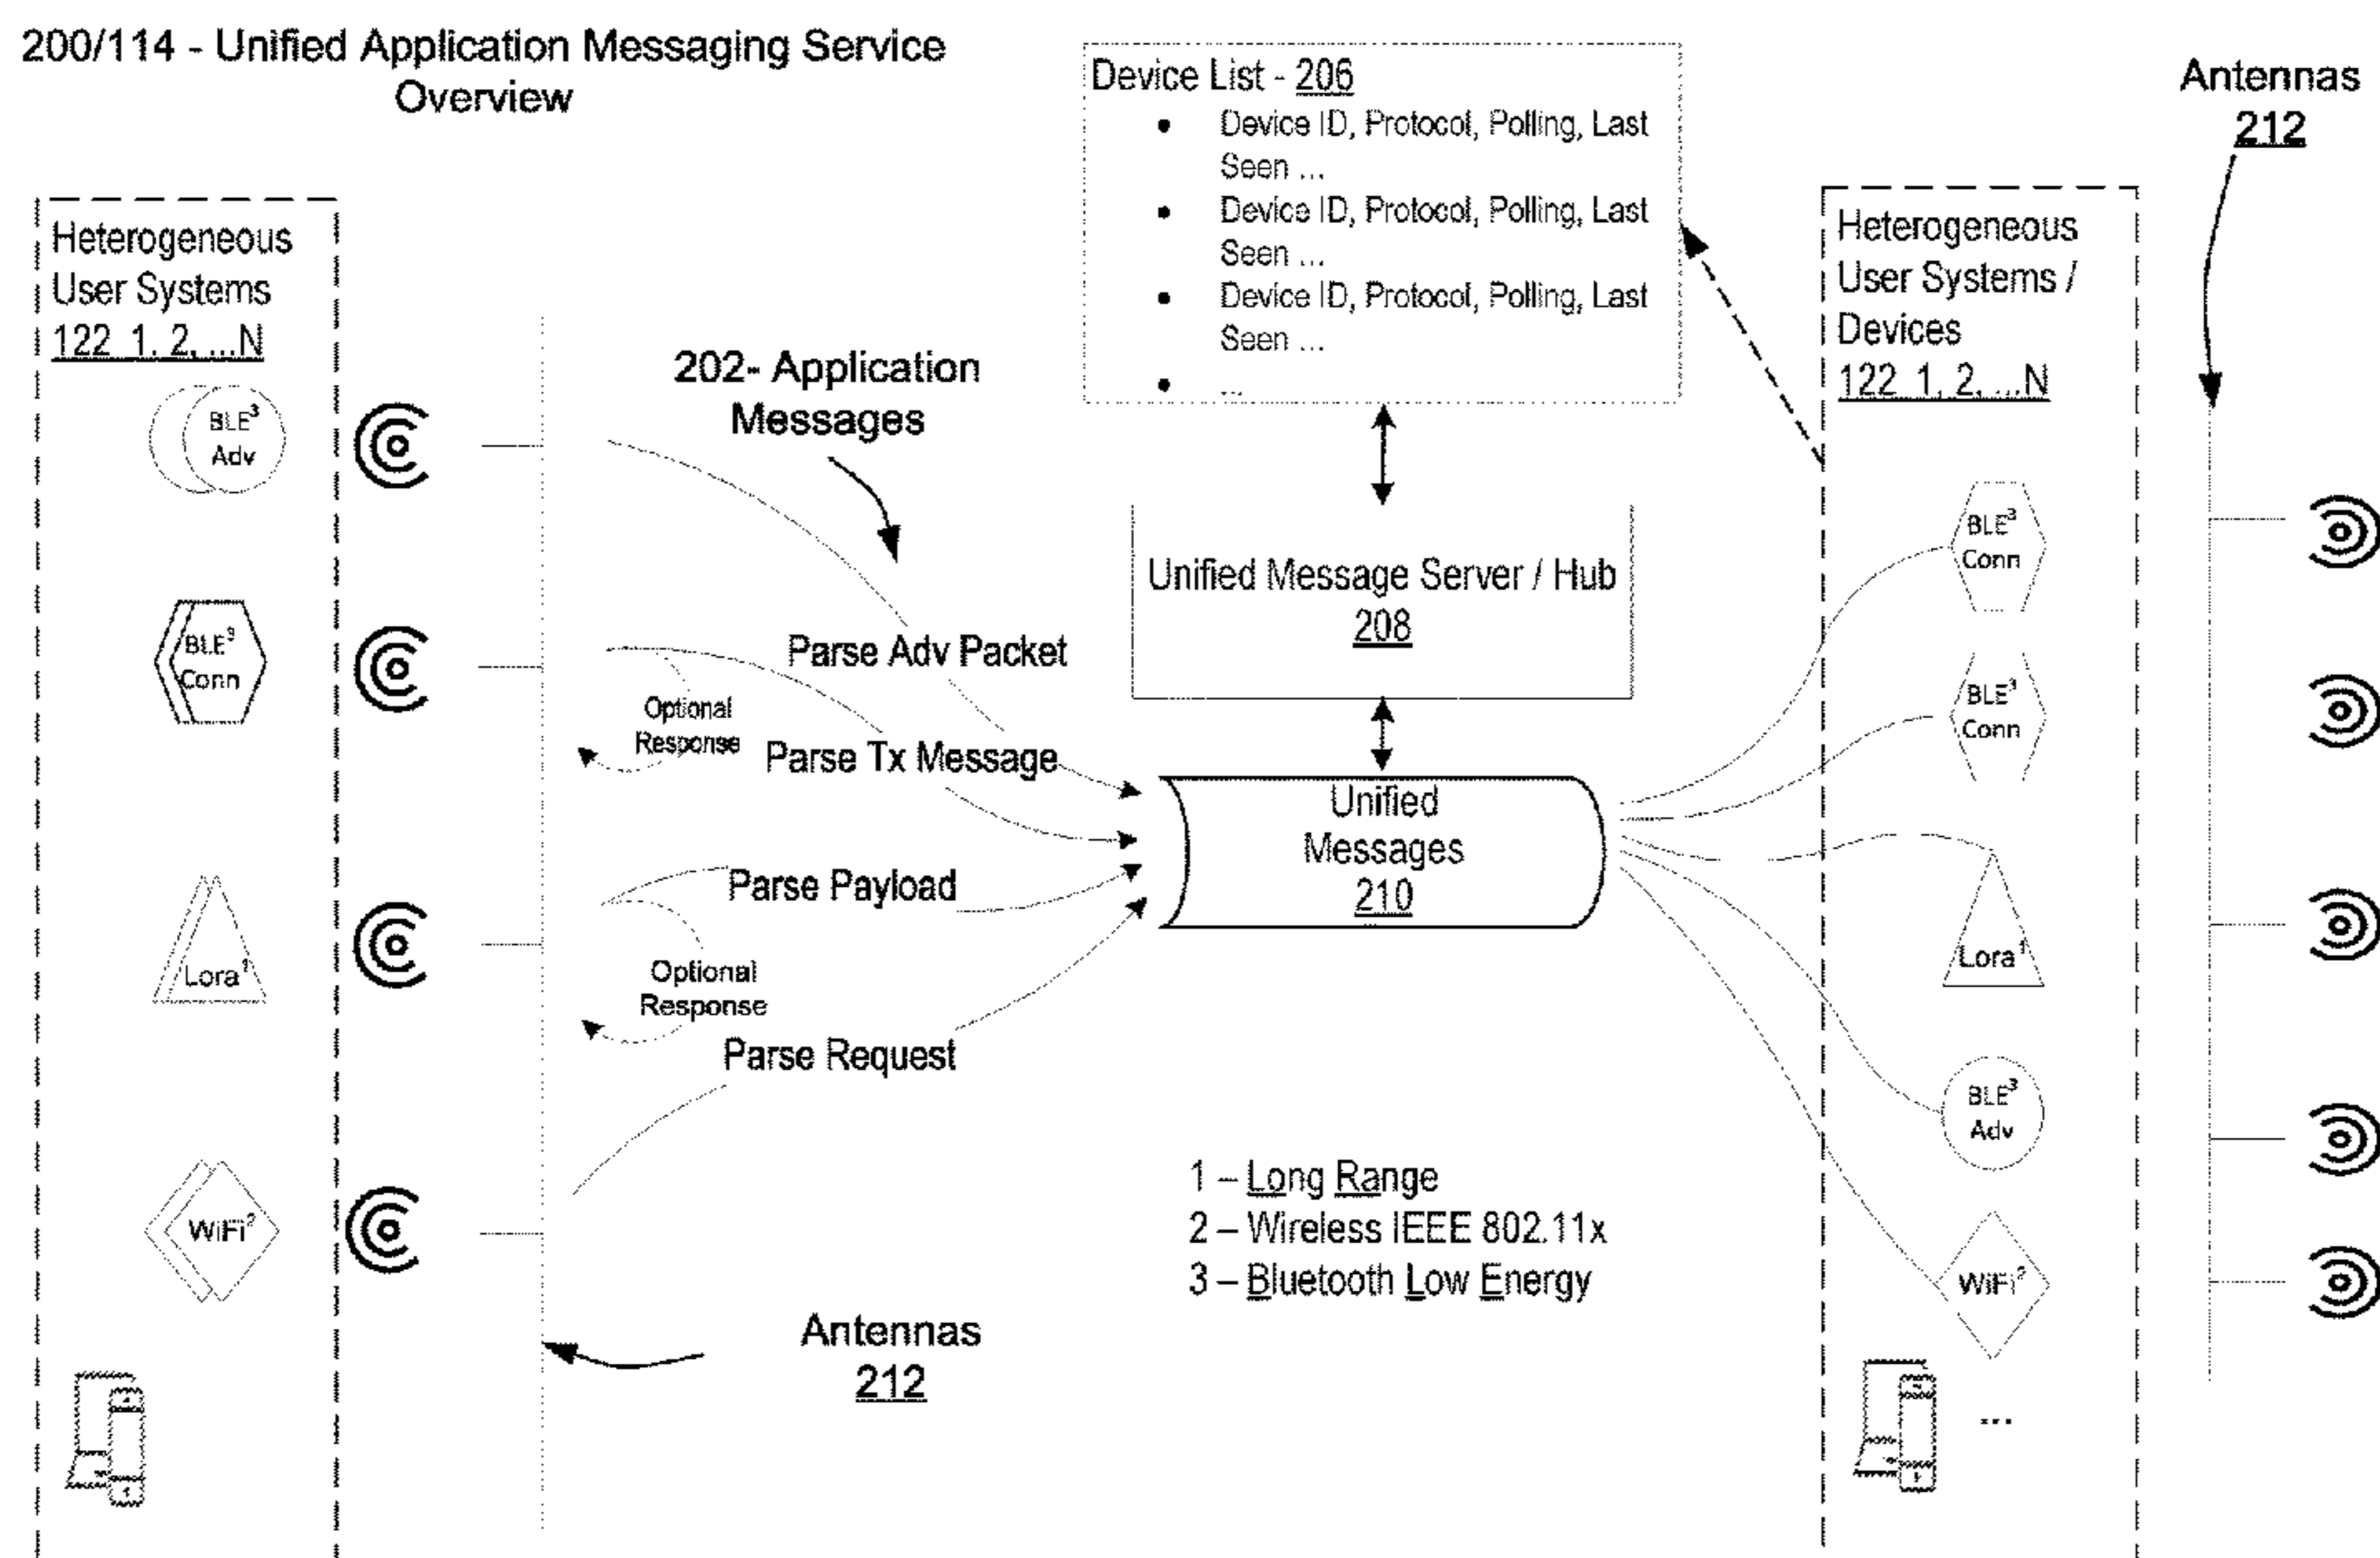 200/114 - Unified Application Messaging Service
Overview
Device List - 206
• Device ID, Protocol, Polling, Last
Seen ...
• Device ID, Protocol, Polling, Last
Seen ...
• Device ID, Protocol, Polling, Last
Seen ...
• ...
Antennas
212
Heterogeneous
User Systems
122_1, 2, ...N
BLE³
Adv
BLE³
Conn
Lora¹
WiFi²
202- Application
Messages
Parse Adv Packet
Optional
Response
Parse Tx Message
Parse Payload
Optional
Response
Parse Request
Antennas
212
Unified Message Server / Hub
208
Unified
Messages
210
1 – Long Range
2 – Wireless IEEE 802.11x
3 – Bluetooth Low Energy
Heterogeneous
User Systems /
Devices
122_1, 2, ...N
BLE³
Conn
BLE³
Conn
Lora¹
BLE³
Adv
WiFi²
...